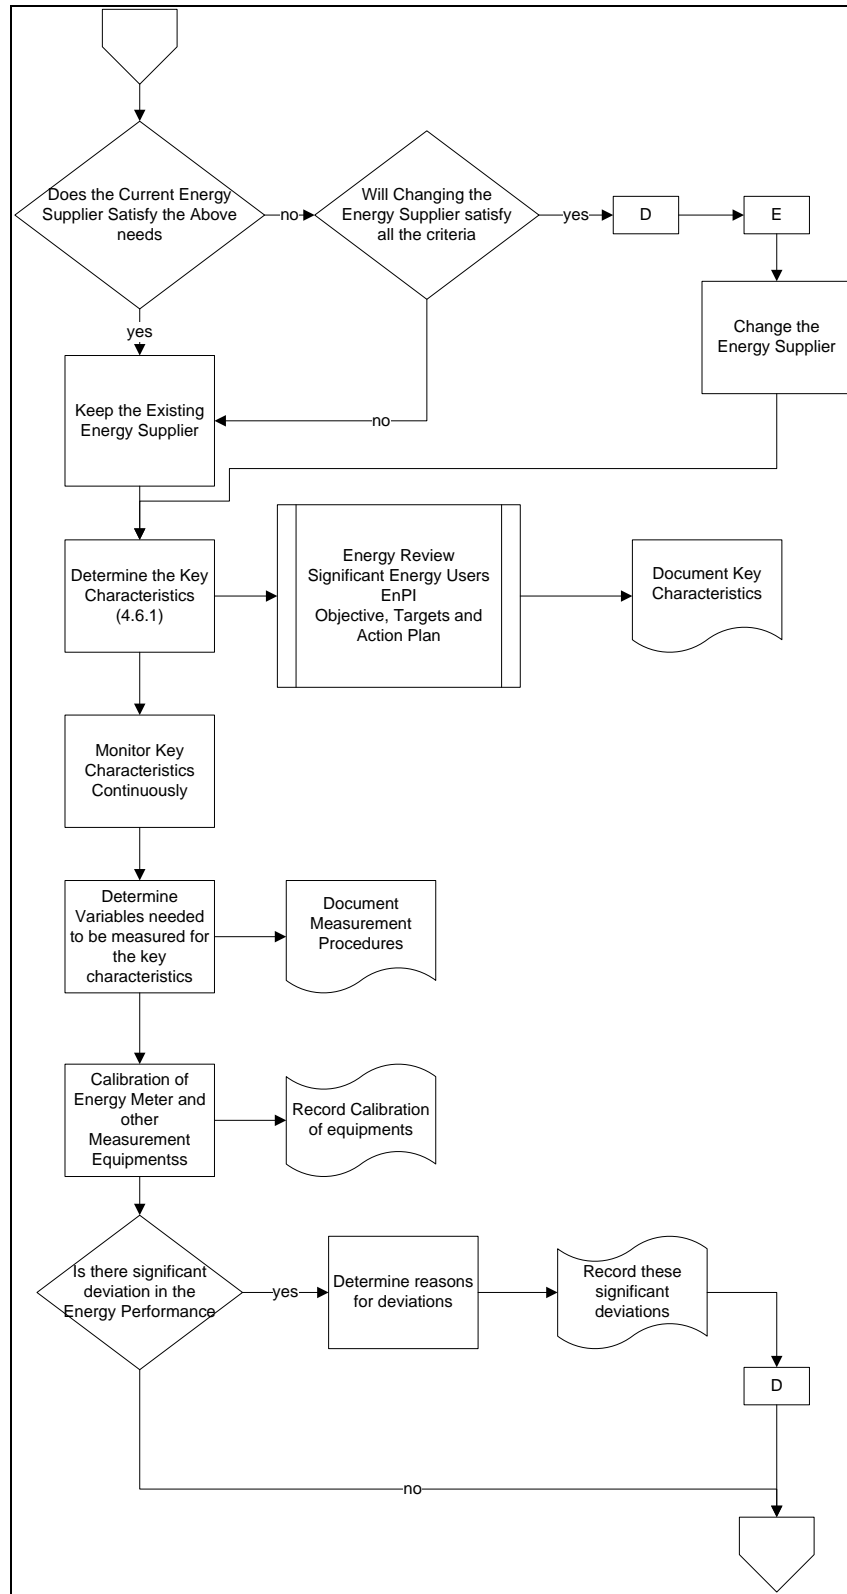 Does the Current Energy
Supplier Satisfy the Above
needs
no
Will Changing the
Energy Supplier satisfy
all the criteria
yes
D
E
yes
Change the
Energy Supplier
Keep the Existing
Energy Supplier
no
Determine the Key
Characteristics
(4.6.1)
Energy Review
Significant Energy Users
EnPI
Objective, Targets and
Action Plan
Document Key
Characteristics
Monitor Key
Characteristics
Continuously
Determine
Variables needed
to be measured for
the key
characteristics
Document
Measurement
Procedures
Calibration of
Energy Meter and
other
Measurement
Equipmentss
Record Calibration
of equipments
Is there significant
deviation in the
Energy Performance
yes
Determine reasons
for deviations
Record these
significant
deviations
D
no